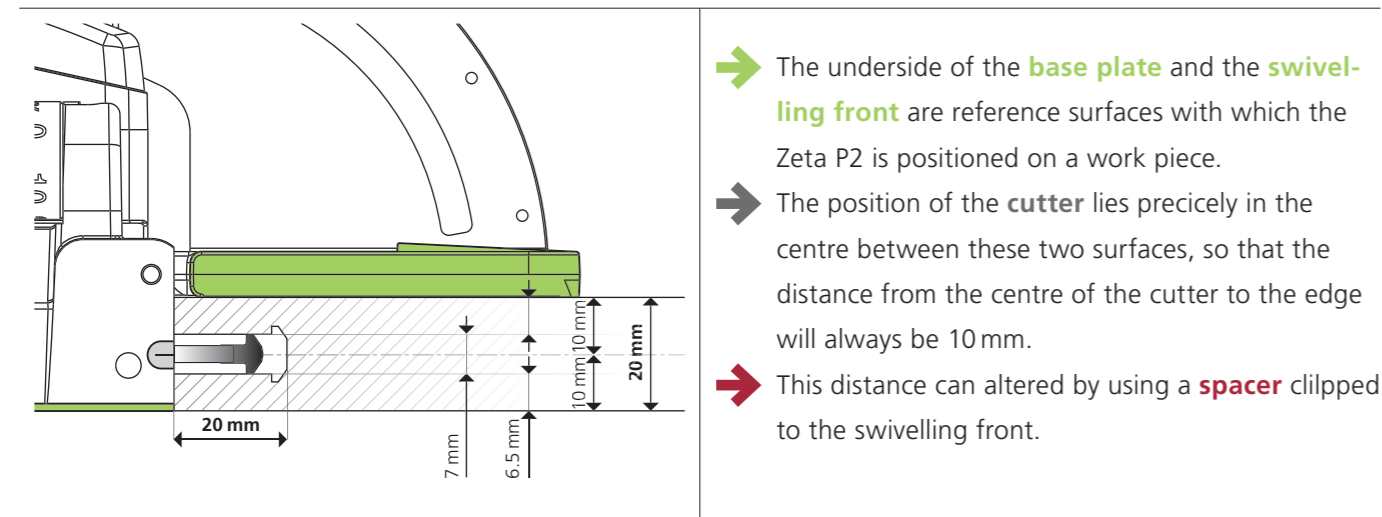 10 mm
10 mm
20 mm
20 mm
7 mm
6.5 mm
The underside of the base plate and the swivel-
ling front are reference surfaces with which the
Zeta P2 is positioned on a work piece.
The position of the cutter lies precicely in the
centre between these two surfaces, so that the
distance from the centre of the cutter to the edge
will always be 10 mm.
This distance can altered by using a spacer clilpped
to the swivelling front.